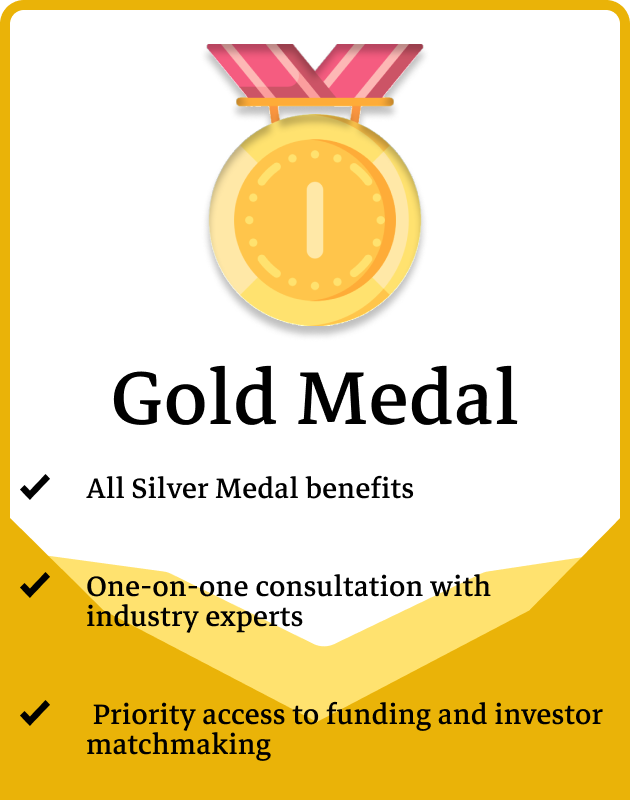 Gold Medal
All Silver Medal benefits
One-on-one consultation with
industry experts
Priority access to funding and investor
matchmaking